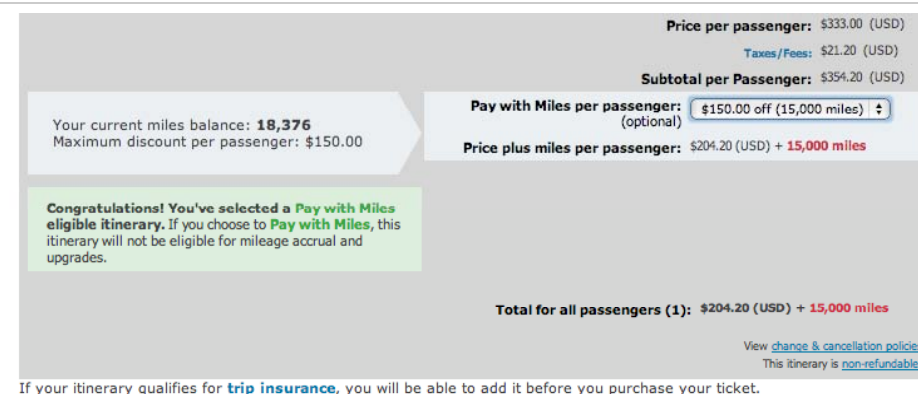 Price per passenger: $333.00 (USD)
Taxes/Fees: $21.20 (USD)
Subtotal per Passenger: $354.20 (USD)
Your current miles balance: 18,376
Maximum discount per passenger: $150.00
Pay with Miles per passenger: $150.00 off (15,000 miles)
(optional)
Price plus miles per passenger: $204.20 (USD) + 15,000 miles
Congratulations! You've selected a Pay with Miles
eligible itinerary. If you choose to Pay with Miles, this
itinerary will not be eligible for mileage accrual and
upgrades.
Total for all passengers (1): $204.20 (USD) + 15,000 miles
View change & cancellation policies
This itinerary is non-refundable
If your itinerary qualifies for trip insurance, you will be able to add it before you purchase your ticket.